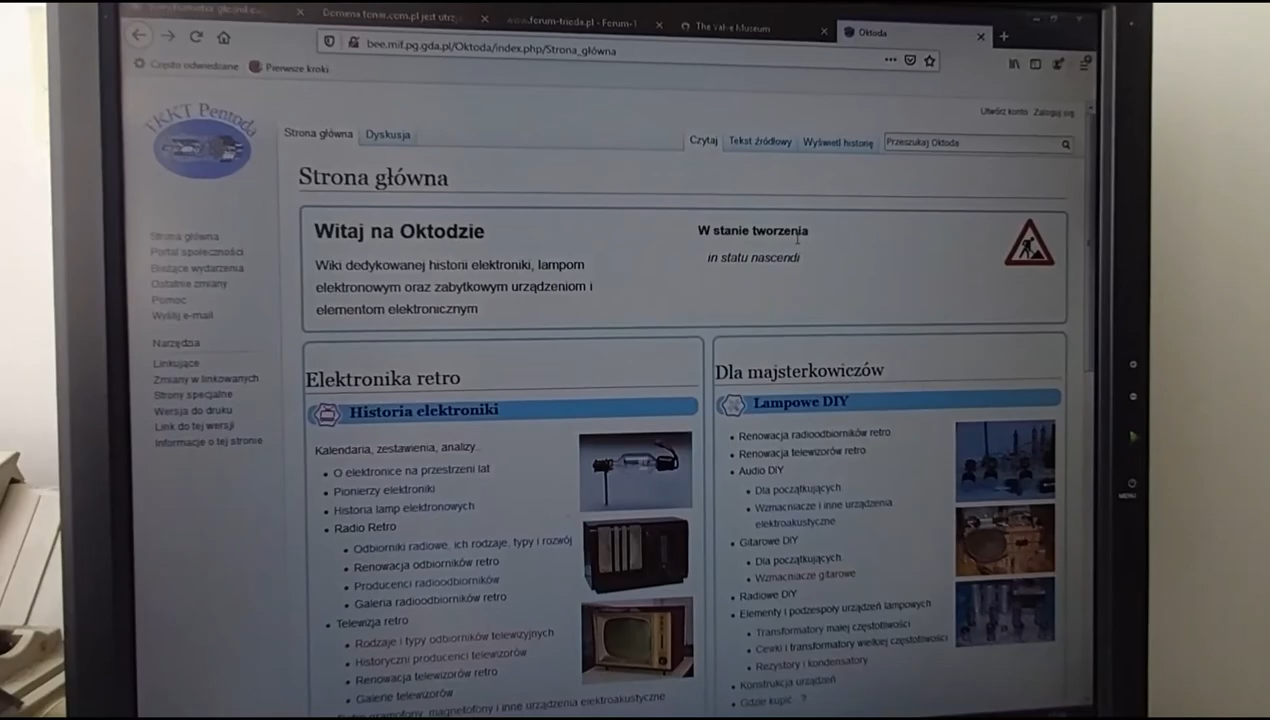 Domena fonar.com.pl jest utrzy
www.forum-trioda.pl - Forum-T
The Valve Museum
Oktoda
bee.mif.pg.gda.pl/Oktoda/index.php/Strona_główna
Często odwiedzane
Pierwsze kroki
TKKT Pentoda
Utwórz konto Zaloguj się
Strona główna
Dyskusja
Czytaj
Tekst źródłowy
Wyświetl historię
Przeszukaj Oktoda
Strona główna
Strona główna
Portal społeczności
Bieżące wydarzenia
Ostatnie zmiany
Pomoc
Wyślij e-mail
Narzędzia
Linkujące
Zmiany w linkowanych
Strony specjalne
Wersja do druku
Link do tej wersji
Informacje o tej stronie
Witaj na Oktodzie
Wiki dedykowanej histori elektroniki, lampom
elektronowym oraz zabytkowym urządzeniom i
elementom elektronicznym
W stanie tworzenia
in statu nascendi
Elektronika retro
Historia elektroniki
Kalendaria, zestawienia, analizy..
O elektronice na przestrzeni lat
Pionierzy elektroniki
Historia lamp elektronowych
Radio Retro
Odbiorniki radiowe, ich rodzaje, typy i rozwój
Renowacja odbiorników retro
Producenci radioodbiorników
Galeria radioodbiorników retro
Telewizja retro
Rodzaje i typy odbiorników telewizyjnych
Historyczni producenci telewizorów
Renowacja telewizorów retro
Galerie telewizorów
gramofony, magnetofony i inne urządzenia elektroakustyczne
Dla majsterkowiczów
Lampowe DIY
Renowacja radioodbiorników retro
Renowacja telewizorów retro
Audio DIY
Dla początkujących.
Wzmacniacze i inne urządzenia
elektroakustyczne
Gitarowe DIY
Dla początkujących.
Wzmacniacze gitarowe
Radiowe DIY
Elementy i podzespoły urządzeń lampowych
Transformatory małej częstotliwości
Cewki i transformatory wielkiej częstotliwości
Rezystory i kondensatory
Konstrukcja urządzeń
Gdzie kupić ?
MENU